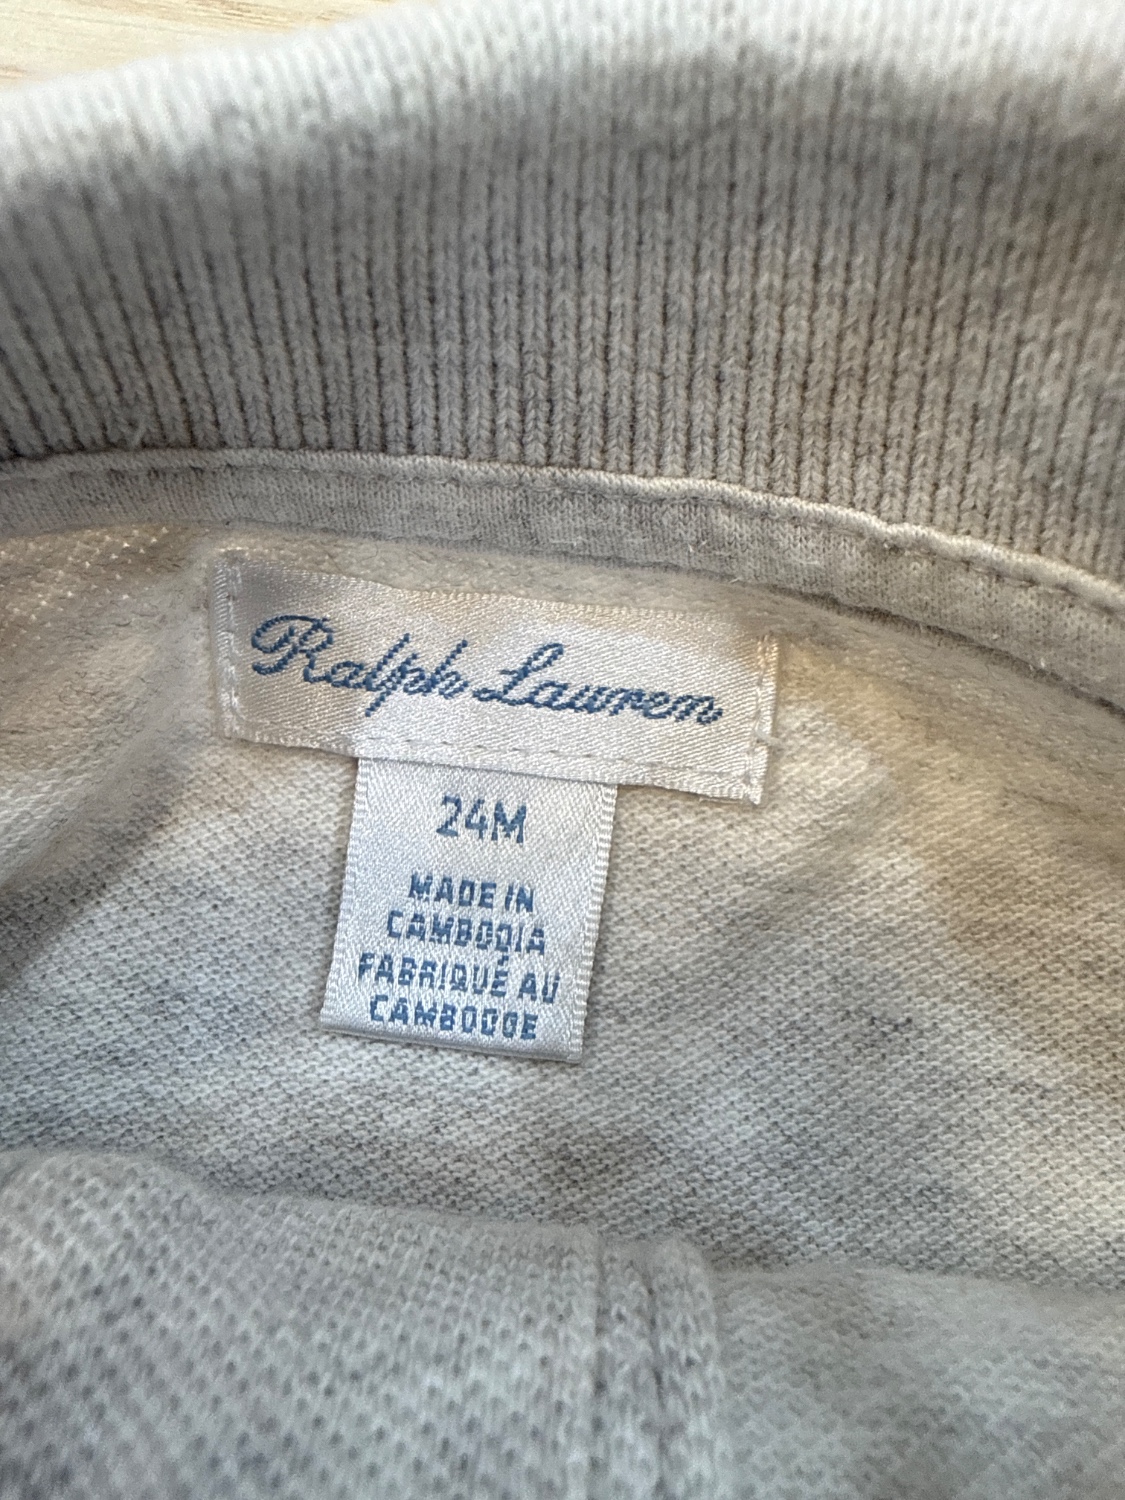 Ralph Lauren
24M
MADE IN
CAMBODIA
FABRIQUÉ AU
CAMBODGE